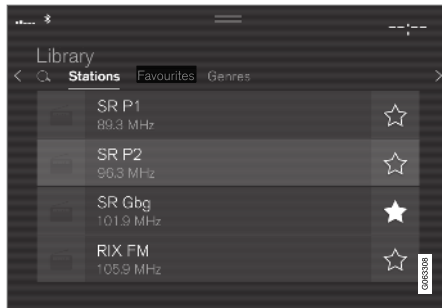 --:--
Library
Stations Favourites Genres
SR P1
89.3 MHz
SR P2
96.3 MHz
SR Gbg
101.9 MHz
RIX FM
105.9 MHz
G063308